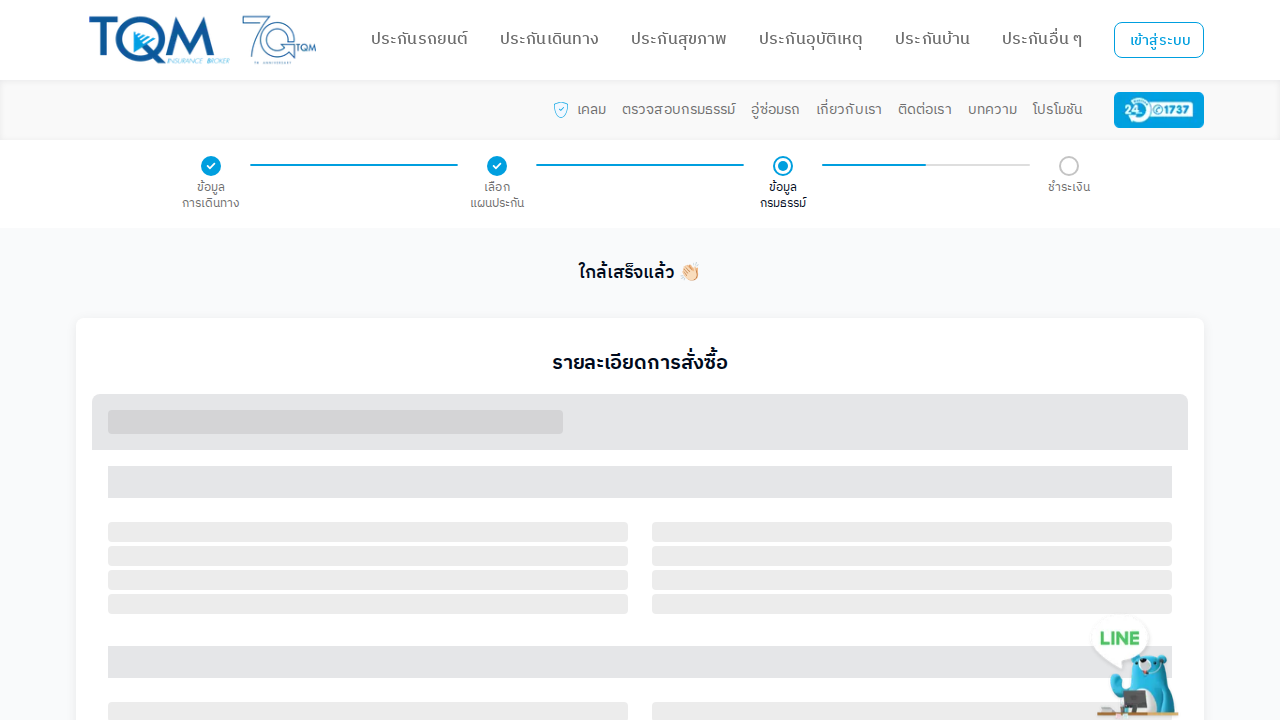 TQM
INSURANCE BROKER
70 TQM
70 ANNIVERSARY
ประกันรถยนต์
ประกันเดินทาง
ประกันสุขภาพ
ประกันอุบัติเหตุ
ประกันบ้าน
ประกันอื่น ๆ
เข้าสู่ระบบ
เคลม
ตรวจสอบกรมธรรม์
อู่ซ่อมรถ
เกี่ยวกับเรา
ติดต่อเรา
บทความ
โปรโมชัน
24 1737
ข้อมูล
การเดินทาง
เลือก
แผนประกัน
ข้อมูล
กรมธรรม์
ชำระเงิน
ใกล้เสร็จแล้ว 👏🏻
รายละเอียดการสั่งซื้อ
LINE